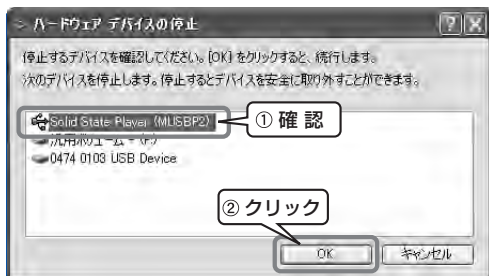 ハードウェア デバイスの停止
停止するデバイスを確認してください。[OK] をクリックすると、続行します。
次のデバイスを停止します。停止するとデバイスを安全に取り外すことができます。
Solid State Player (MUSBP2)
① 確 認
汎用ボリューム - (F:)
0474 0103 USB Device
② クリック
OK
キャンセル